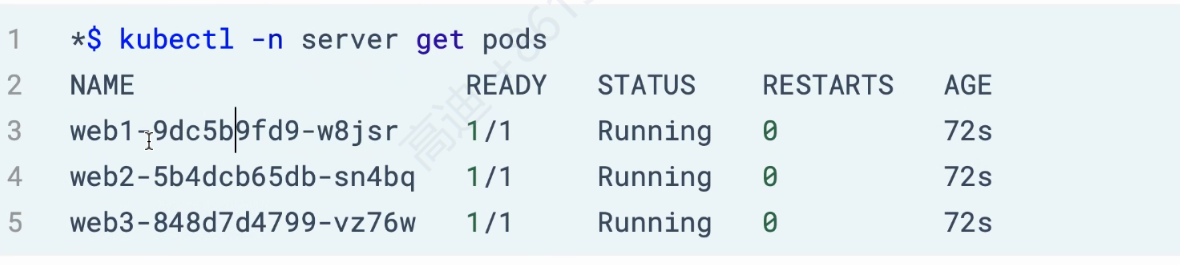 1 *$ kubectl -n server get pods
2 NAME READY STATUS RESTARTS AGE
3 web1-9dc5b9fd9-w8jsr 1/1 Running 0 72s
4 web2-5b4dcb65db-sn4bq 1/1 Running 0 72s
5 web3-848d7d4799-vz76w 1/1 Running 0 72s
高迪